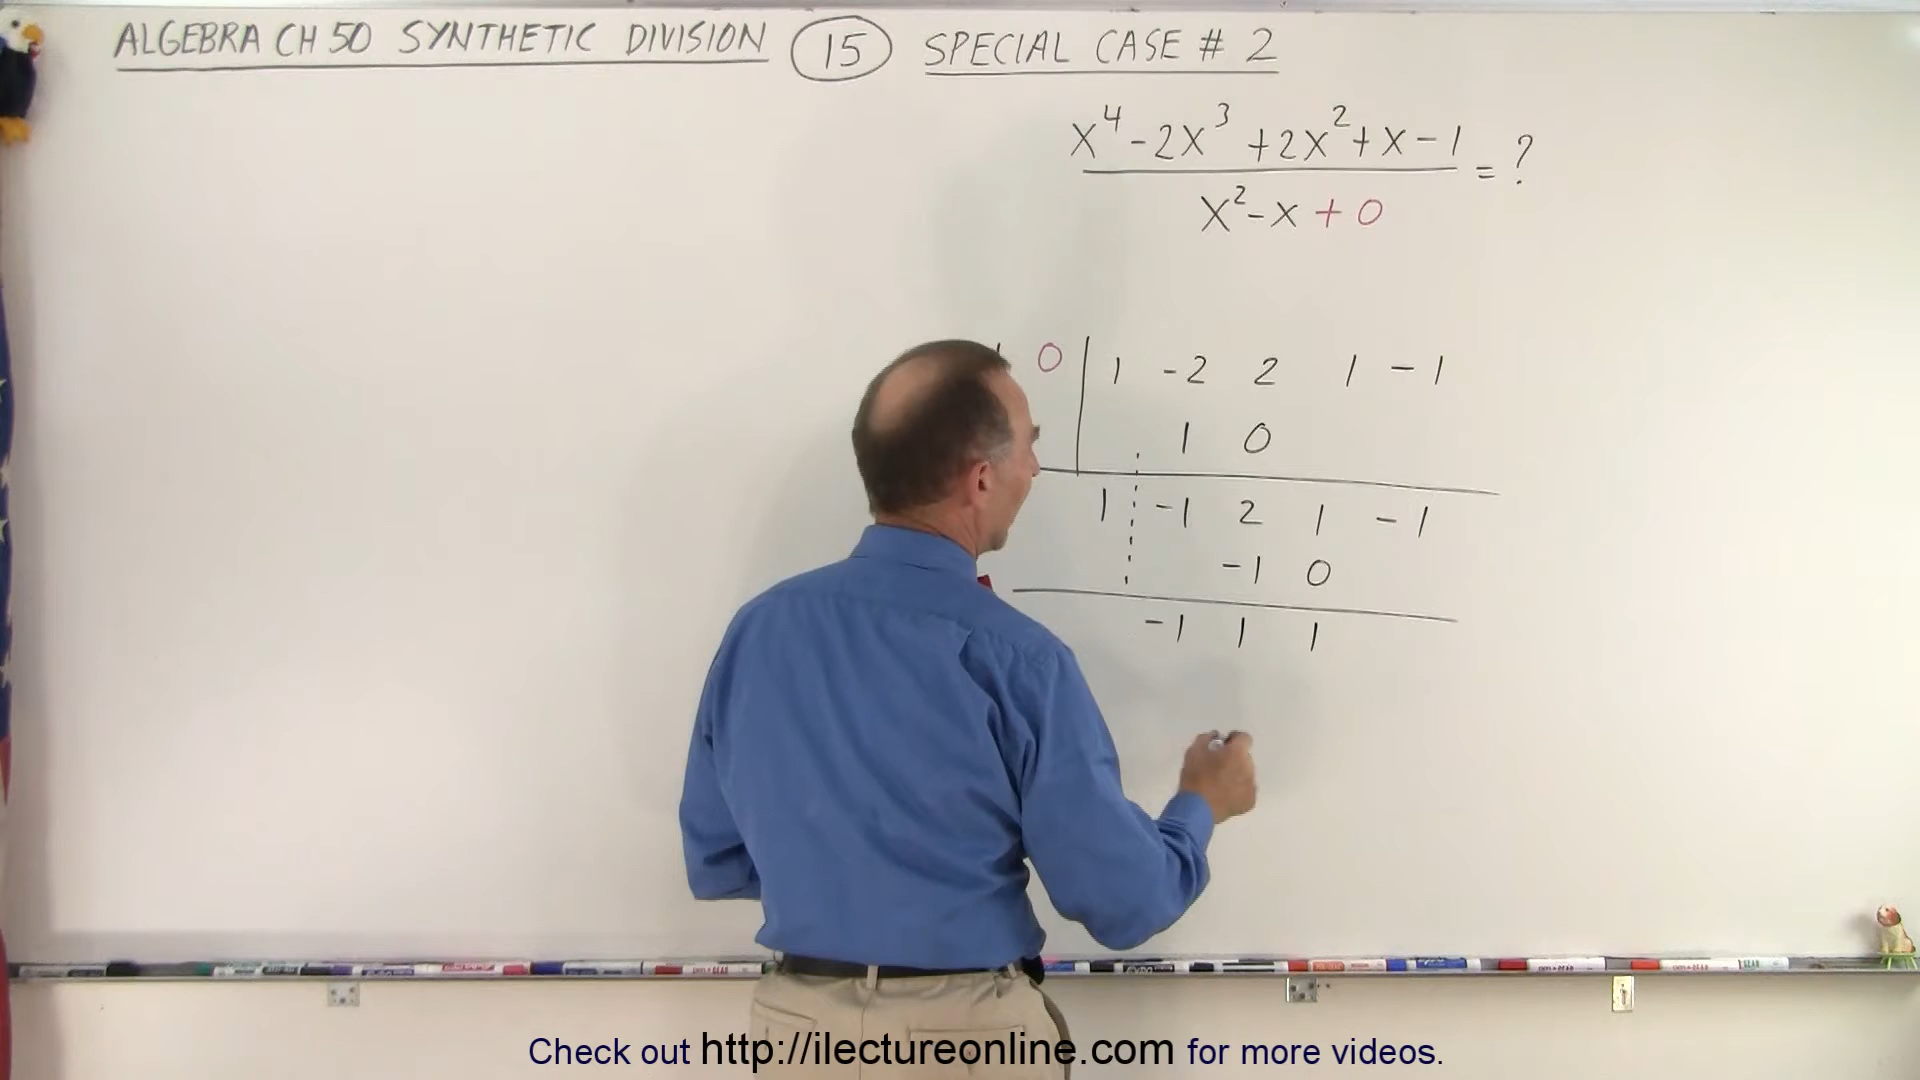 ALGEBRA CH 50 SYNTHETIC DIVISION 15 SPECIAL CASE # 2
x⁴ - 2x³ + 2x² + x - 1
= ?
x² - x + 0
0 | 1 -2 2 1 -1
1 0
1 -1 2 1 -1
-1 0
-1 1 1
Check out http://ilectureonline.com for more videos.